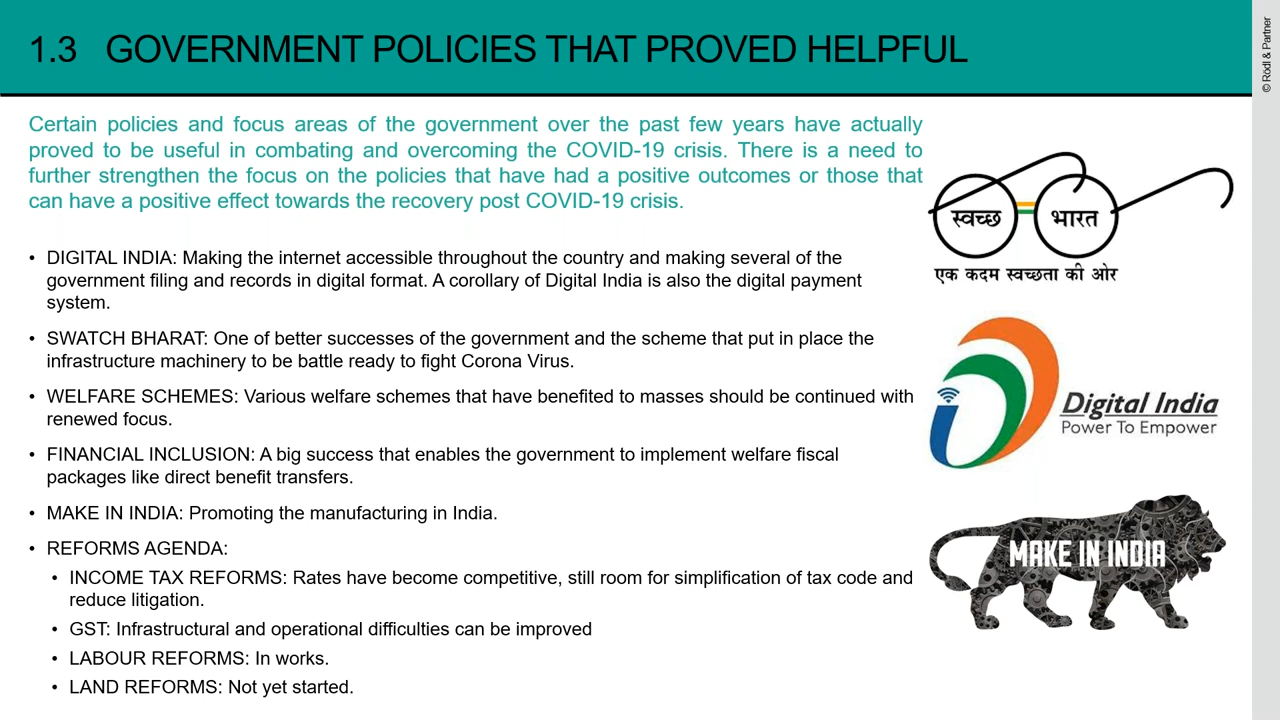 1.3 GOVERNMENT POLICIES THAT PROVED HELPFUL
© Rödl & Partner
Certain policies and focus areas of the government over the past few years have actually
proved to be useful in combating and overcoming the COVID-19 crisis. There is a need to
further strengthen the focus on the policies that have had a positive outcomes or those that
can have a positive effect towards the recovery post COVID-19 crisis.
• DIGITAL INDIA: Making the internet accessible throughout the country and making several of the
government filing and records in digital format. A corollary of Digital India is also the digital payment
system.
• SWATCH BHARAT: One of better successes of the government and the scheme that put in place the
infrastructure machinery to be battle ready to fight Corona Virus.
• WELFARE SCHEMES: Various welfare schemes that have benefited to masses should be continued with
renewed focus.
• FINANCIAL INCLUSION: A big success that enables the government to implement welfare fiscal
packages like direct benefit transfers.
• MAKE IN INDIA: Promoting the manufacturing in India.
• REFORMS AGENDA:
• INCOME TAX REFORMS: Rates have become competitive, still room for simplification of tax code and
reduce litigation.
• GST: Infrastructural and operational difficulties can be improved
• LABOUR REFORMS: In works.
• LAND REFORMS: Not yet started.
स्वच्छ भारत
एक कदम स्वच्छता की ओर
Digital India
Power To Empower
MAKE IN INDIA